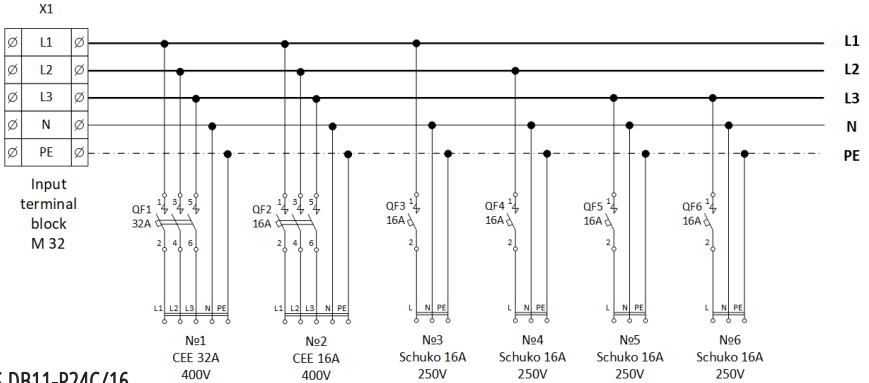 X1
L1
L2
L3
N
PE
L1
L2
L3
N
PE
Input
terminal
block
M 32
QF1
32A
1 3 5
2 4 6
QF2
16A
1 3 5
2 4 6
QF3
16A
1
2
QF4
16A
1
2
QF5
16A
1
2
QF6
16A
1
2
L1 L2 L3 N PE
L1 L2 L3 N PE
L N PE
L N PE
L N PE
L N PE
№1
CEE 32A
400V
№2
CEE 16A
400V
№3
Schuko 16A
250V
№4
Schuko 16A
250V
№5
Schuko 16A
250V
№6
Schuko 16A
250V
DB11-P24C/16